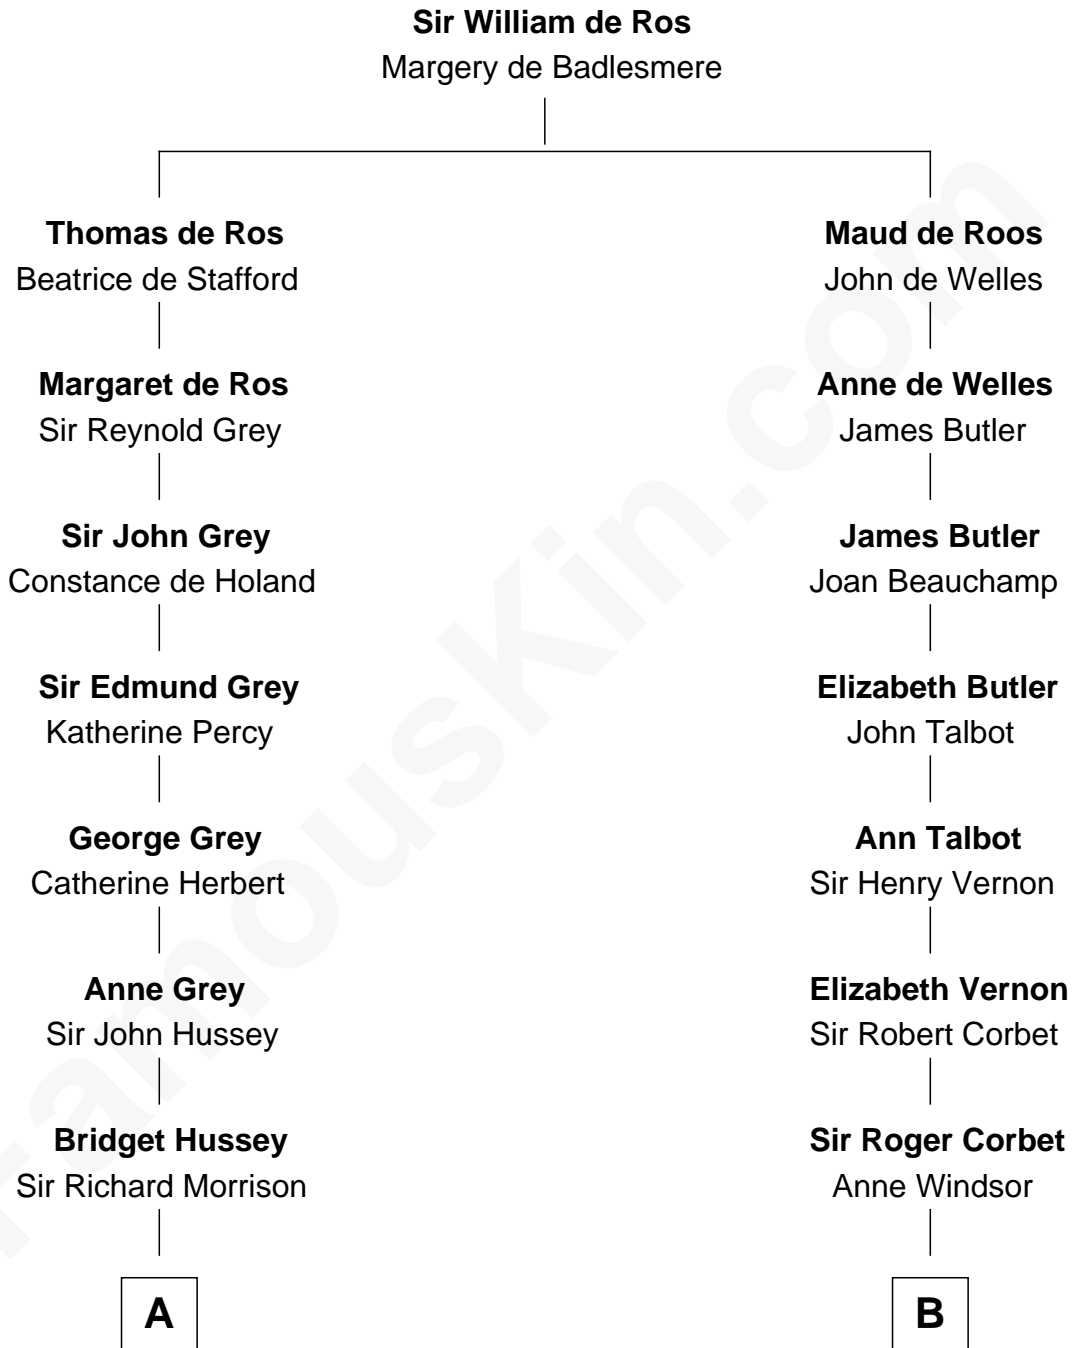 Sir William de Ros
Margery de Badlesmere
Thomas de Ros
Beatrice de Stafford
Maud de Roos
John de Welles
Margaret de Ros
Sir Reynold Grey
Anne de Welles
James Butler
Sir John Grey
Constance de Holand
James Butler
Joan Beauchamp
Sir Edmund Grey
Katherine Percy
Elizabeth Butler
John Talbot
George Grey
Catherine Herbert
Ann Talbot
Sir Henry Vernon
Anne Grey
Sir John Hussey
Elizabeth Vernon
Sir Robert Corbet
Bridget Hussey
Sir Richard Morrison
Sir Roger Corbet
Anne Windsor
A
B
FamousKin.com